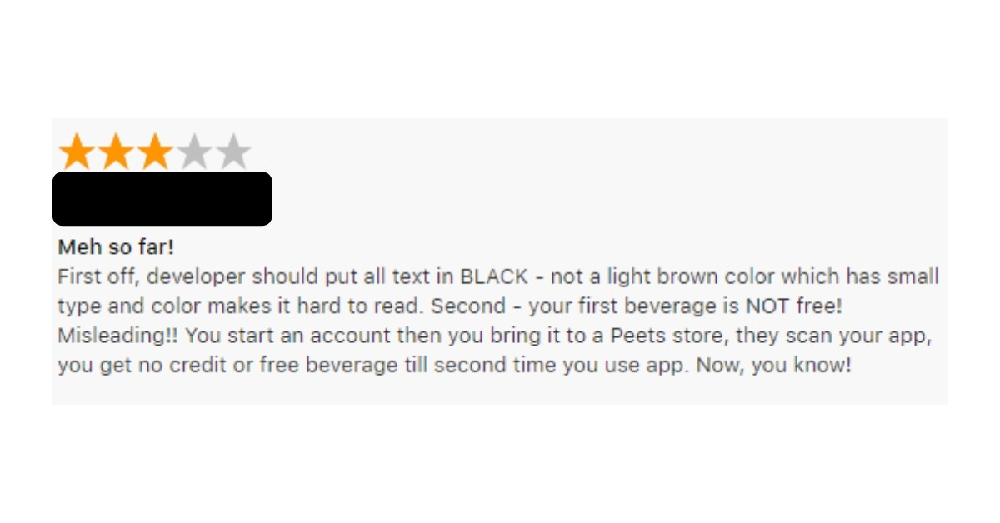 Meh so far!
First off, developer should put all text in BLACK - not a light brown color which has small
type and color makes it hard to read. Second - your first beverage is NOT free!
Misleading!! You start an account then you bring it to a Peets store, they scan your app,
you get no credit or free beverage till second time you use app. Now, you know!